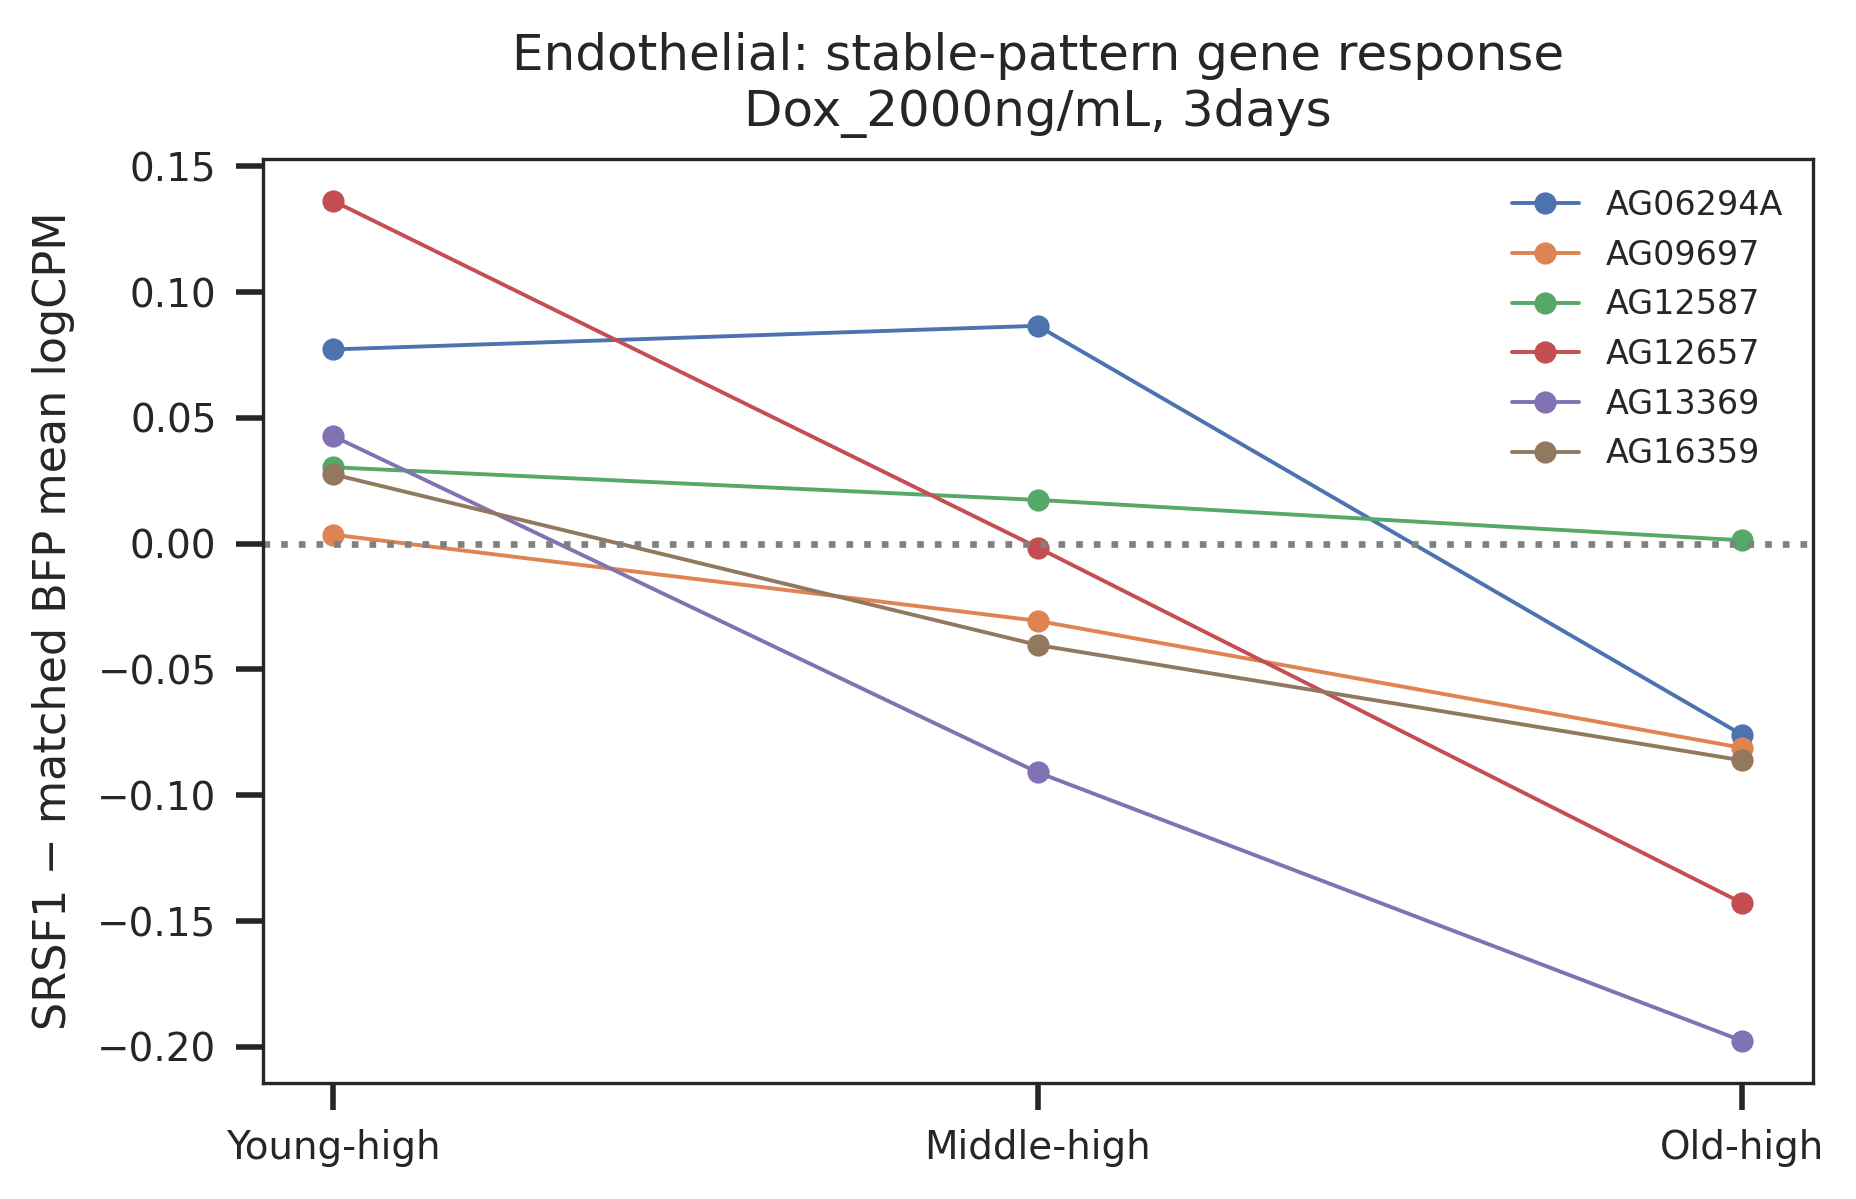 Endothelial: stable-pattern gene response
Dox_2000ng/mL, 3days
SRSF1 − matched BFP mean logCPM
0.15
0.10
0.05
0.00
−0.05
−0.10
−0.15
−0.20
AG06294A
AG09697
AG12587
AG12657
AG13369
AG16359
Young-high
Middle-high
Old-high